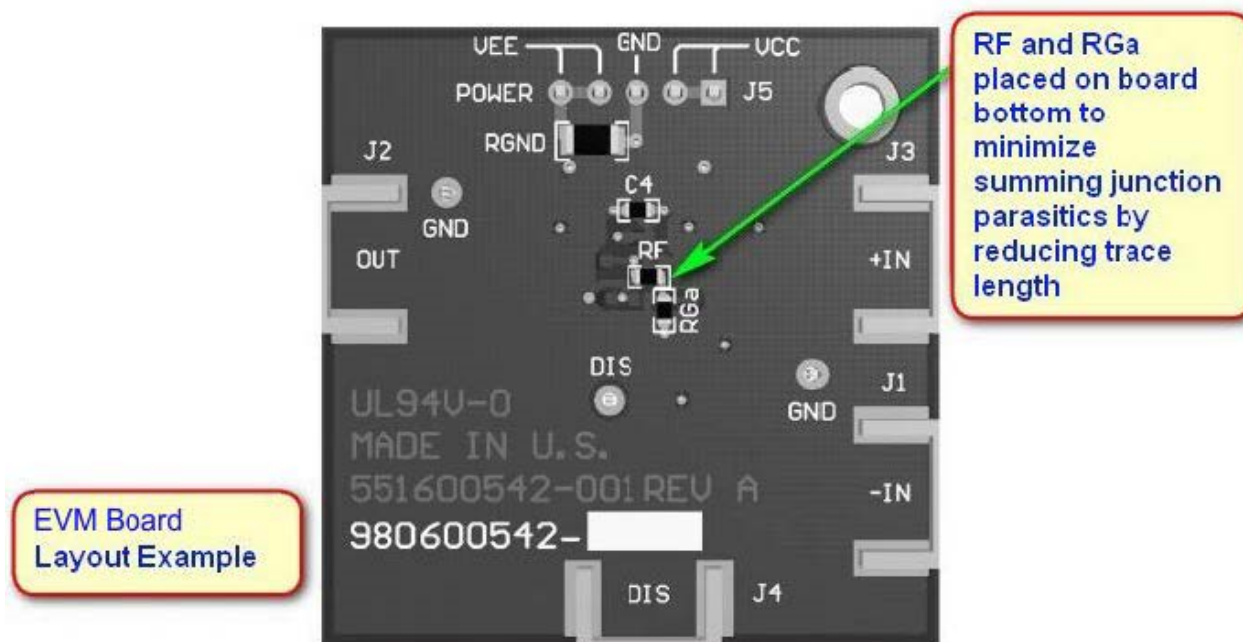 VEE
GND
VCC
POWER
J5
RGND
J2
J3
C4
GND
OUT
RF
+IN
RGa
DIS
J1
GND
UL94V-0
MADE IN U.S.
551600542-001REV A
-IN
980600542-
DIS
J4
RF and RGa
placed on board
bottom to
minimize
summing junction
parasitics by
reducing trace
length
EVM Board
Layout Example